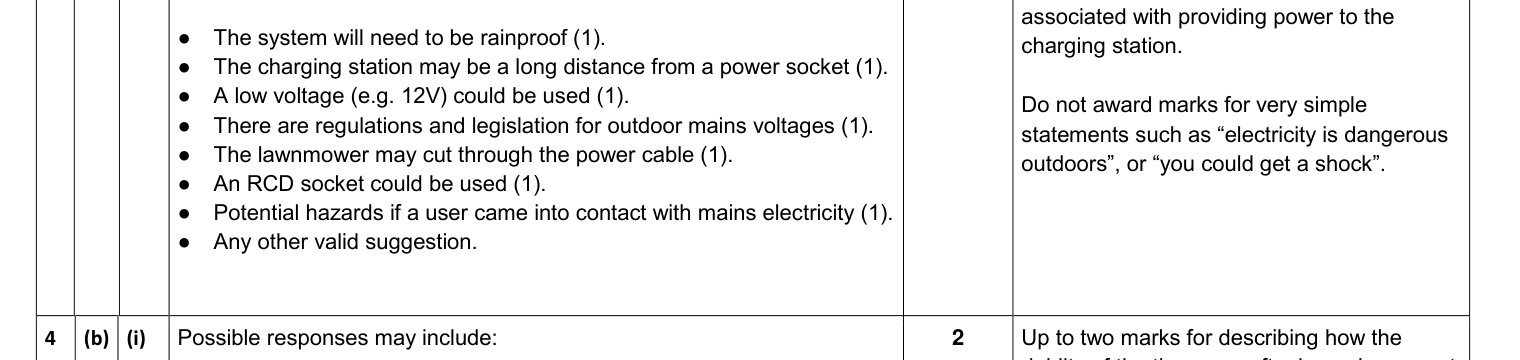 associated with providing power to the
charging station.
● The system will need to be rainproof (1).
● The charging station may be a long distance from a power socket (1).
● A low voltage (e.g. 12V) could be used (1).
● There are regulations and legislation for outdoor mains voltages (1).
● The lawnmower may cut through the power cable (1).
● An RCD socket could be used (1).
● Potential hazards if a user came into contact with mains electricity (1).
● Any other valid suggestion.
Do not award marks for very simple
statements such as “electricity is dangerous
outdoors”, or “you could get a shock”.
4 (b) (i) Possible responses may include: 2 Up to two marks for describing how the